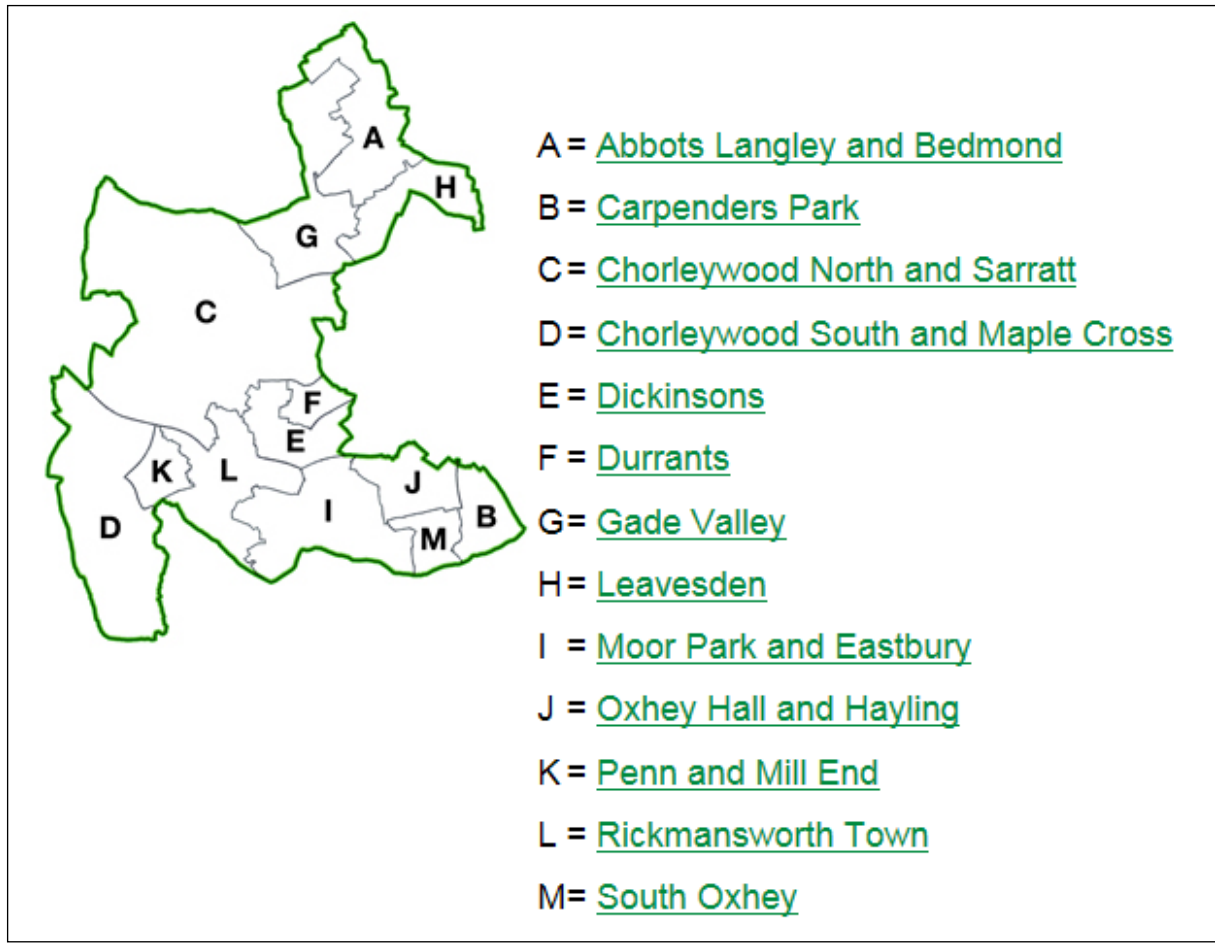 A
H
G
C
F
E
K
L
J
I
B
D
M
A = Abbots Langley and Bedmond
B = Carpenders Park
C = Chorleywood North and Sarratt
D = Chorleywood South and Maple Cross
E = Dickinsons
F = Durrants
G = Gade Valley
H = Leavesden
I = Moor Park and Eastbury
J = Oxhey Hall and Hayling
K = Penn and Mill End
L = Rickmansworth Town
M= South Oxhey